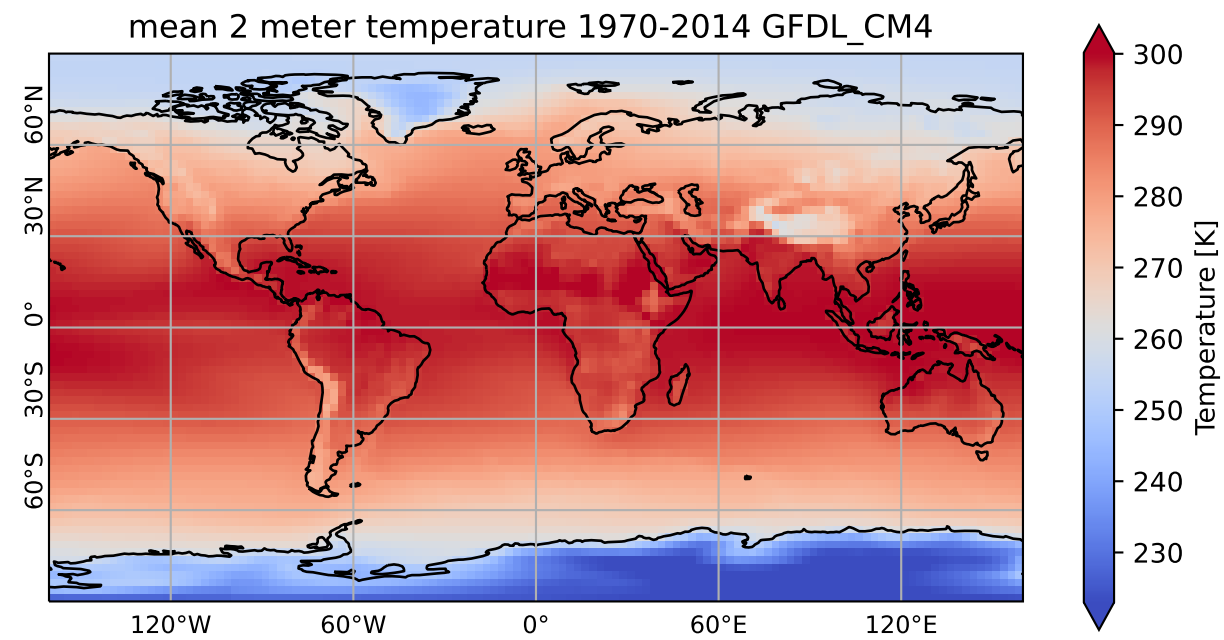 mean 2 meter temperature 1970-2014 GFDL_CM4
60°N
30°N
0°
30°S
60°S
120°W
60°W
0°
60°E
120°E
300
290
280
270
260
250
240
230
Temperature [K]